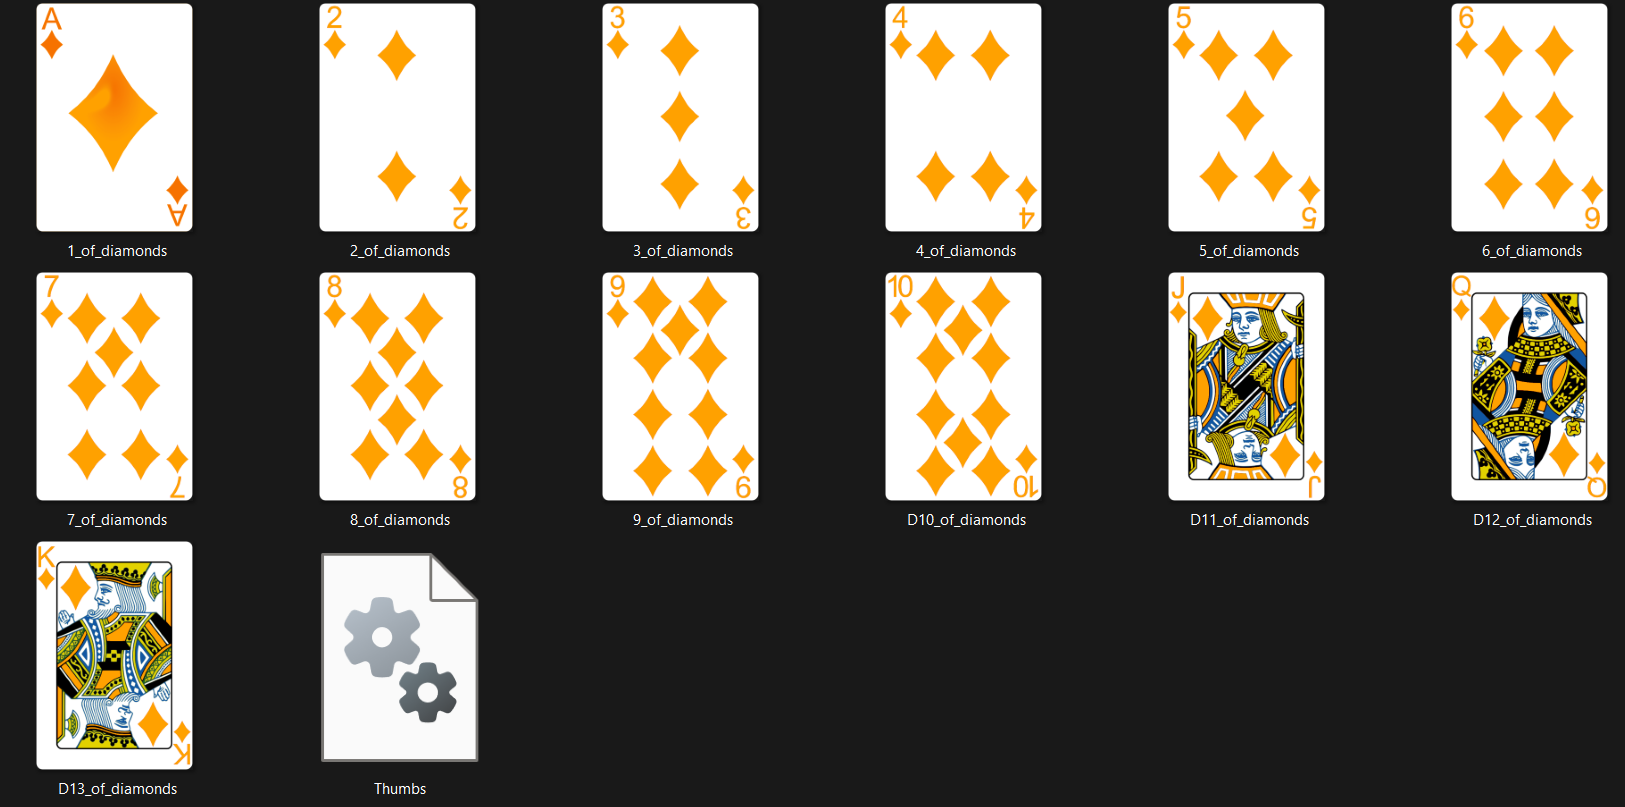 A
A
2
2
3
3
4
4
5
5
6
6
1_of_diamonds
2_of_diamonds
3_of_diamonds
4_of_diamonds
5_of_diamonds
6_of_diamonds
7
7
8
8
9
9
10
10
J
J
Q
Q
7_of_diamonds
8_of_diamonds
9_of_diamonds
D10_of_diamonds
D11_of_diamonds
D12_of_diamonds
K
K
D13_of_diamonds
Thumbs